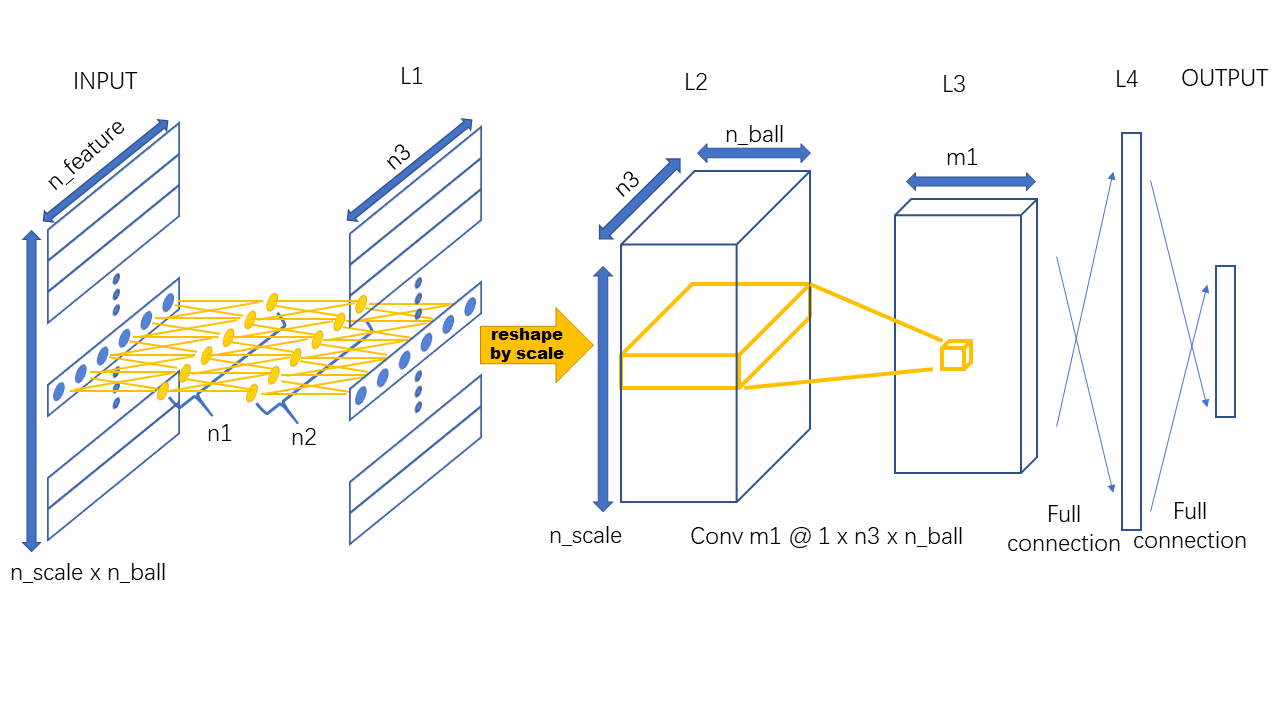 INPUT
L1
L2
L3
L4
OUTPUT
n_feature
n3
n3
n_ball
m1
reshape
by scale
n1
n2
n_scale
Conv m1 @ 1 x n3 x n_ball
Full
connection
Full
connection
n_scale x n_ball